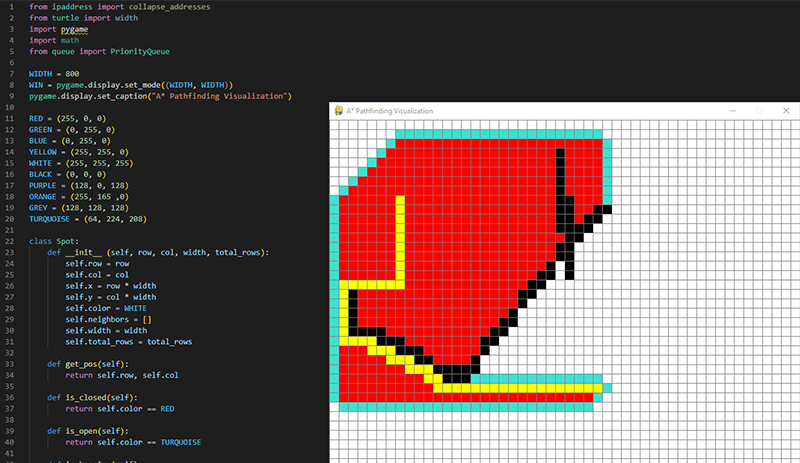 1 from ipaddress import collapse_addresses
2 from turtle import width
3 import pygame
4 import math
5 from queue import PriorityQueue
6
7 WIDTH = 800
8 WIN = pygame.display.set_mode((WIDTH, WIDTH))
9 pygame.display.set_caption("A* Pathfinding Visualization")
10
11 RED = (255, 0, 0)
12 GREEN = (0, 255, 0)
13 BLUE = (0, 255, 0)
14 YELLOW = (255, 255, 0)
15 WHITE = (255, 255, 255)
16 BLACK = (0, 0, 0)
17 PURPLE = (128, 0, 128)
18 ORANGE = (255, 165 ,0)
19 GREY = (128, 128, 128)
20 TURQUOISE = (64, 224, 208)
21
22 class Spot:
23     def __init__ (self, row, col, width, total_rows):
24         self.row = row
25         self.col = col
26         self.x = row * width
27         self.y = col * width
28         self.color = WHITE
29         self.neighbors = []
30         self.width = width
31         self.total_rows = total_rows
32
33     def get_pos(self):
34         return self.row, self.col
35
36     def is_closed(self):
37         return self.color == RED
38
39     def is_open(self):
40         return self.color == TURQUOISE
41
A* Pathfinding Visualization